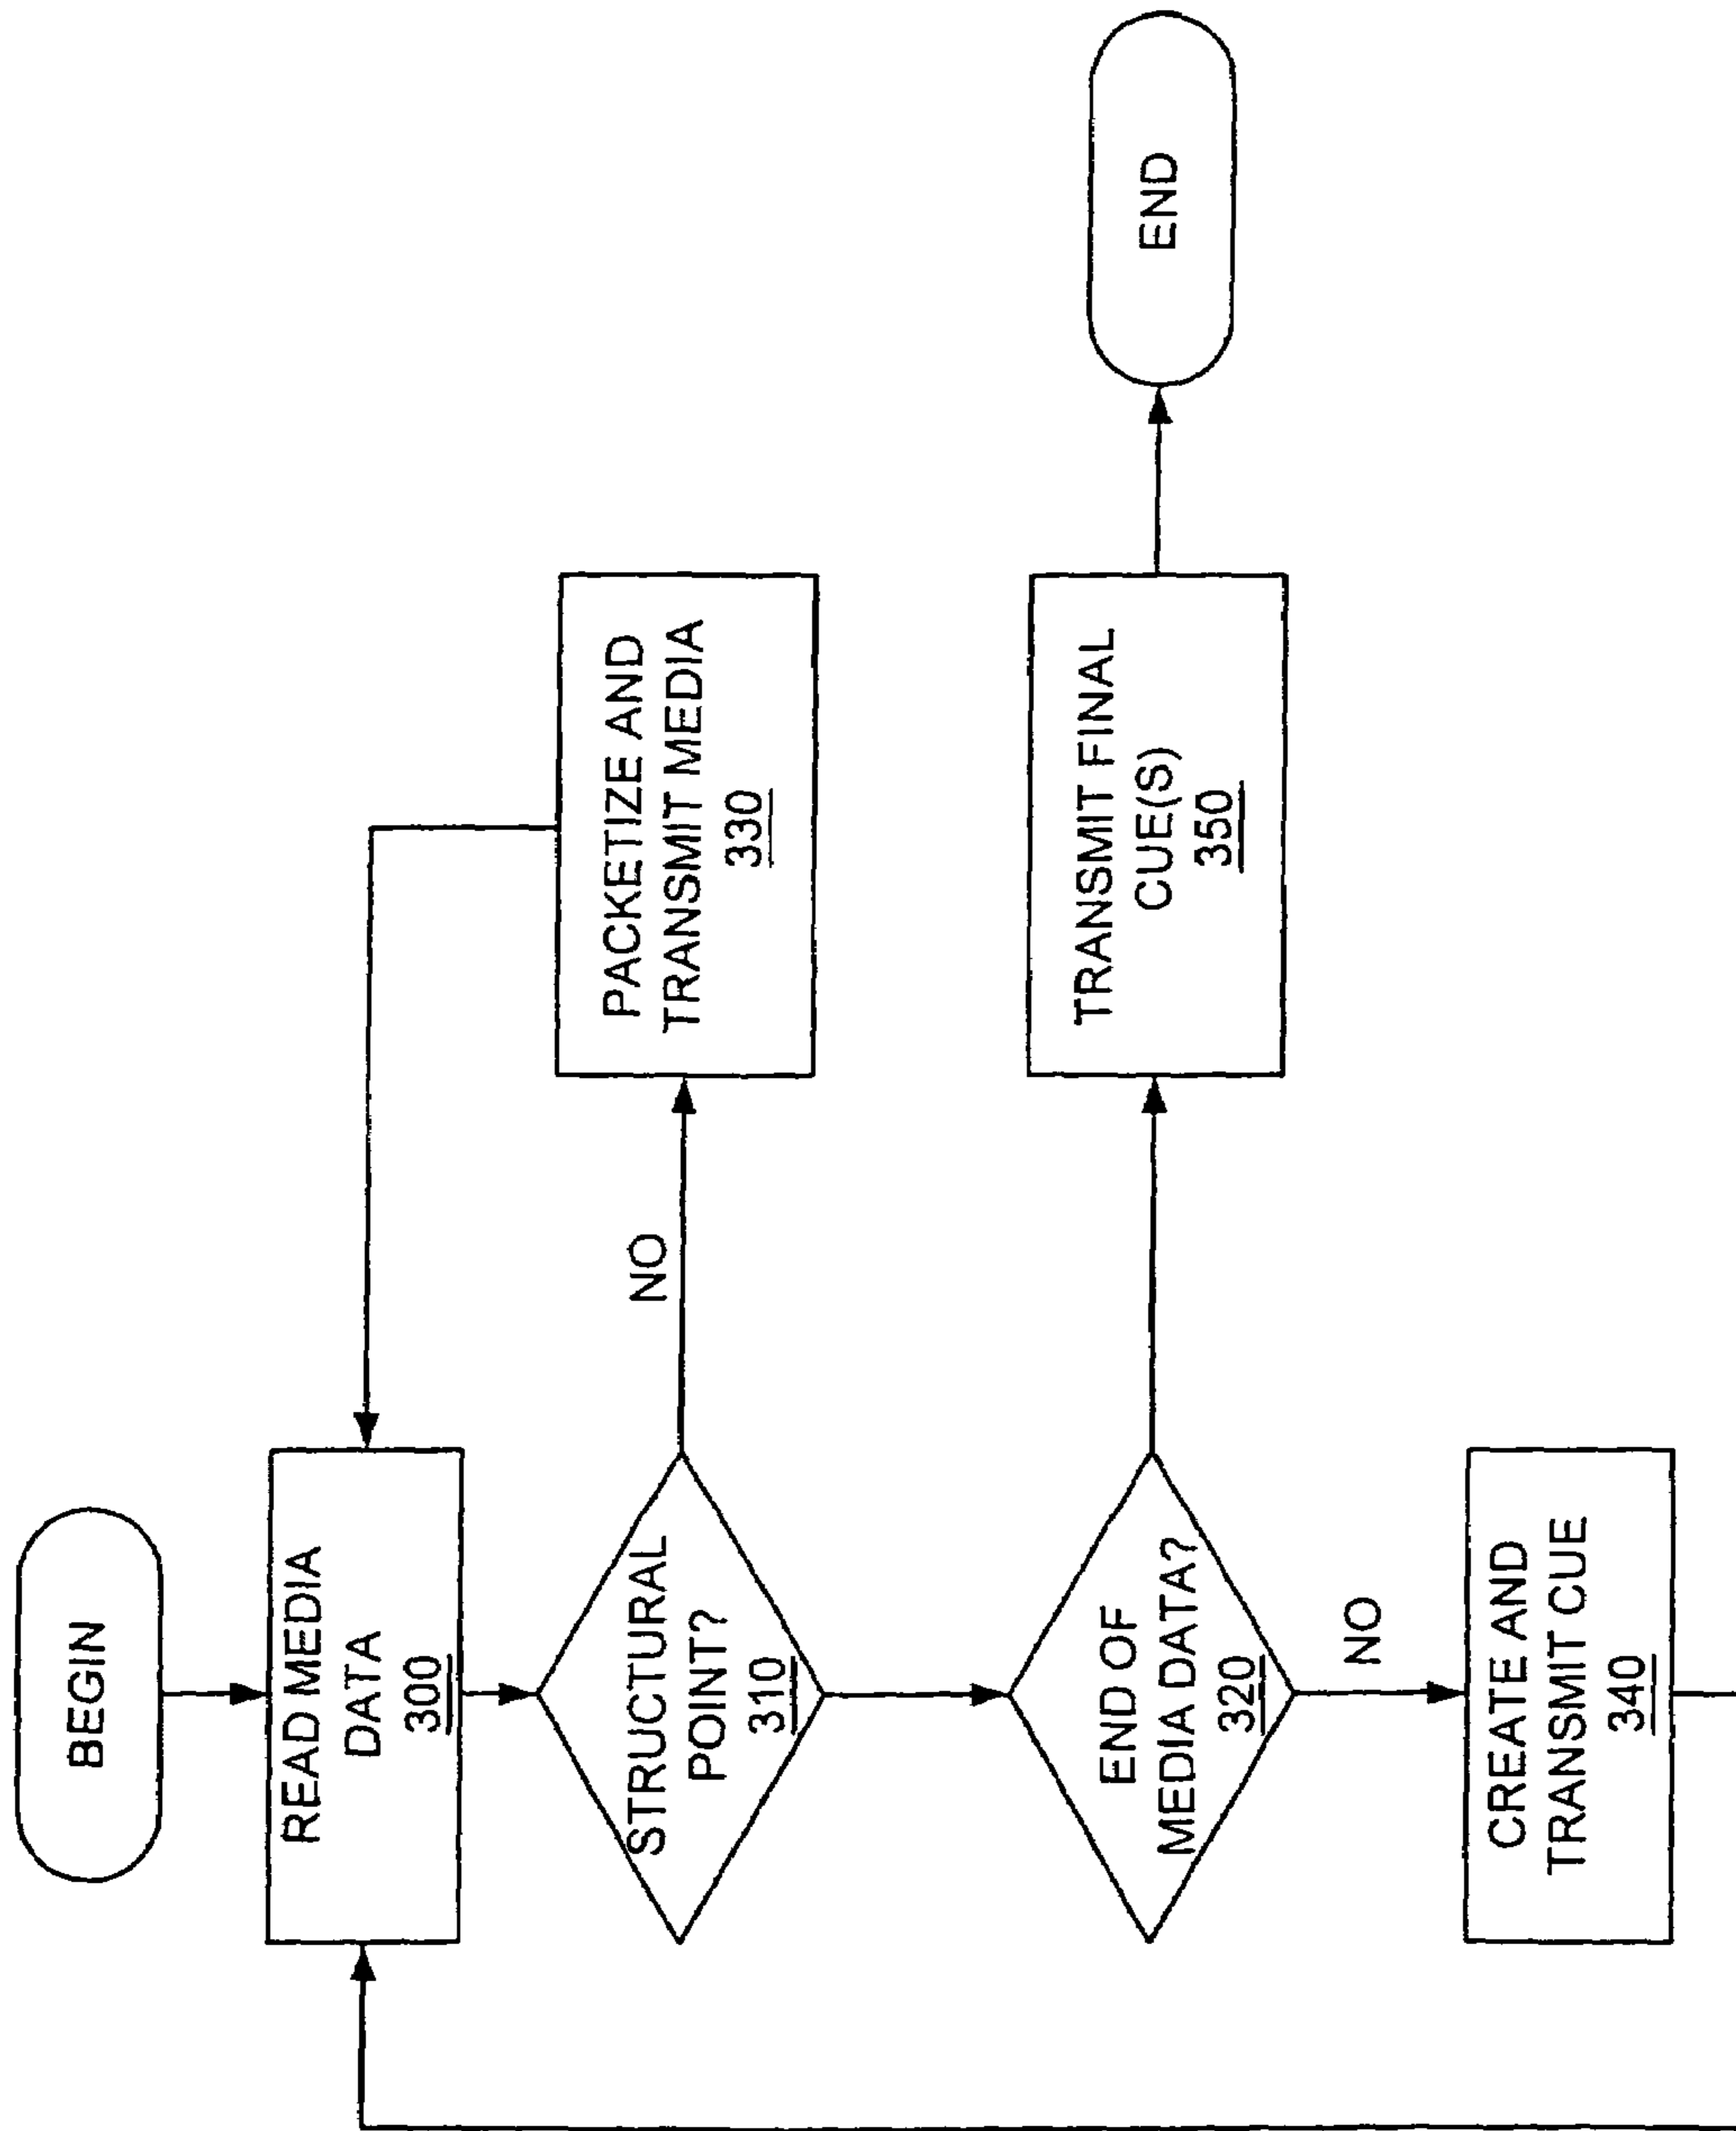 BEGIN
READ MEDIA
DATA
300
STRUCTURAL
POINT?
310
NO
PACKETIZE AND
TRANSMIT MEDIA
330
END OF
MEDIA DATA?
320
NO
TRANSMIT FINAL
CUE(S)
350
END
CREATE AND
TRANSMIT CUE
340